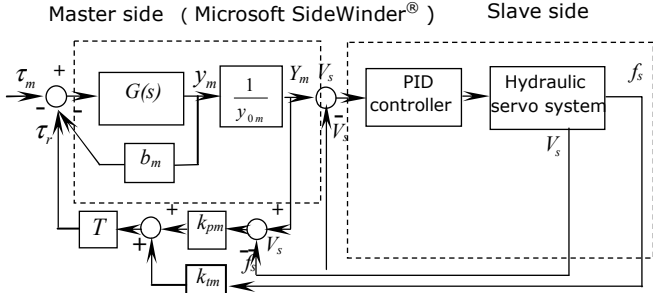 Master side ( Microsoft SideWinder® ) Slave side
τm + G(s) ym 1 y0m Ym Vs PID controller Hydraulic servo system fs
- - τr bm - Vs Vs
T + + kpm + Vs - fs
ktm